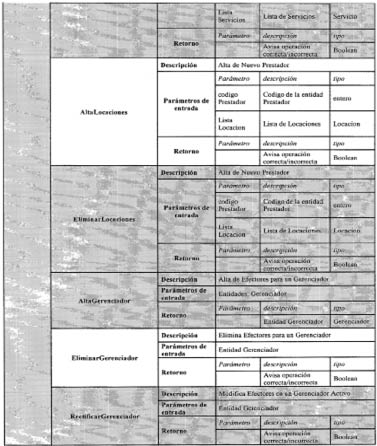 Lista Servicios Lista de Servicios Servicio
Retorno Parámetro descripción tipo
Avisa operación correcta/incorrecta Boolean
AltaLocaciones
Descripción Alta de Nuevo Prestador
Parámetros de entrada
Parámetro descripción tipo
codigo Prestador Codigo de la entidad Prestador entero
Lista Locacion Lista de Locaciones Locacion
Retorno Parámetro descripción tipo
Avisa operación correcta/incorrecta Boolean
EliminarLocaciones
Descripción Alta de Nuevo Prestador
Parámetros de entrada
Parámetro descripción tipo
codigo Prestador Codigo de la entidad Prestador entero
Lista Locacion Lista de Locaciones Locacion
Retorno Parámetro descripción tipo
Avisa operación correcta/incorrecta Boolean
AltaGerenciador
Descripción Alta de Efectores para un Gerenciador
Parámetros de entrada Entidades Gerenciador
Retorno Parámetro descripción tipo
Entidad Gerenciador Gerenciador
EliminarGerenciador
Descripción Elimina Efectores para un Gerenciador
Parámetros de entrada Entidad Gerenciador
Retorno Parámetro descripción tipo
Avisa operación correcta/incorrecta Boolean
RectificarGerenciador
Descripción Modifica Efectores de un Gerenciador Activo
Parámetros de entrada Entidad Gerenciador
Retorno Parámetro descripción tipo
Avisa operación correcta/incorrecta Boolean